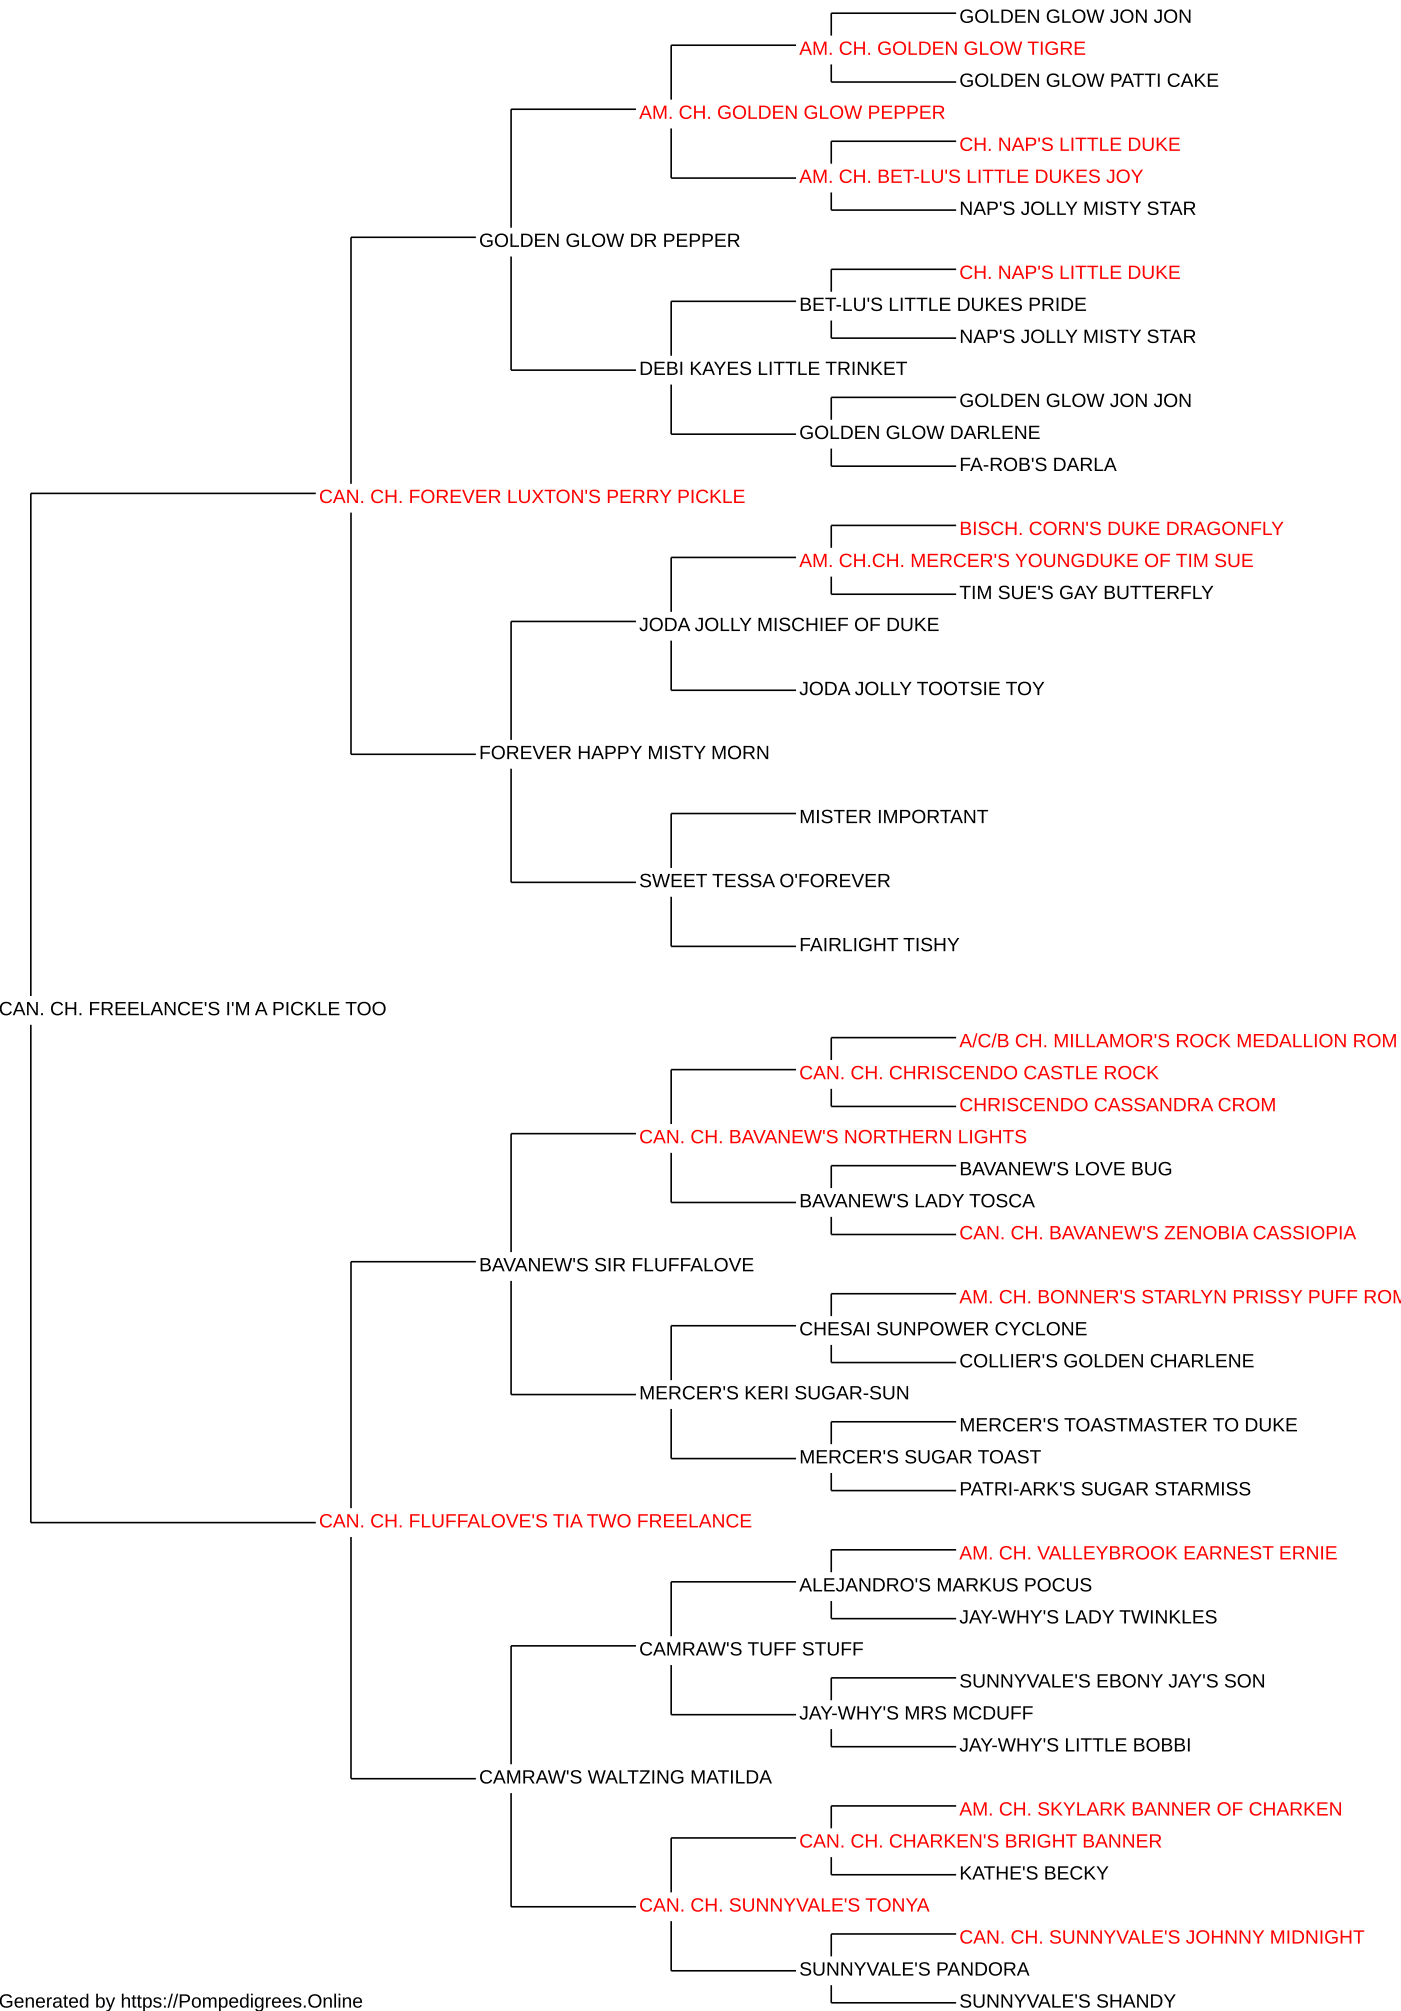 GOLDEN GLOW JON JON
AM. CH. GOLDEN GLOW TIGRE
GOLDEN GLOW PATTI CAKE
AM. CH. GOLDEN GLOW PEPPER
CH. NAP'S LITTLE DUKE
AM. CH. BET-LU'S LITTLE DUKES JOY
NAP'S JOLLY MISTY STAR
GOLDEN GLOW DR PEPPER
CH. NAP'S LITTLE DUKE
BET-LU'S LITTLE DUKES PRIDE
NAP'S JOLLY MISTY STAR
DEBI KAYES LITTLE TRINKET
GOLDEN GLOW JON JON
GOLDEN GLOW DARLENE
FA-ROB'S DARLA
CAN. CH. FOREVER LUXTON'S PERRY PICKLE
BISCH. CORN'S DUKE DRAGONFLY
AM. CH.CH. MERCER'S YOUNGDUKE OF TIM SUE
TIM SUE'S GAY BUTTERFLY
JODA JOLLY MISCHIEF OF DUKE
JODA JOLLY TOOTSIE TOY
FOREVER HAPPY MISTY MORN
MISTER IMPORTANT
SWEET TESSA O'FOREVER
FAIRLIGHT TISHY
CAN. CH. FREELANCE'S I'M A PICKLE TOO
A/C/B CH. MILLAMOR'S ROCK MEDALLION ROM
CAN. CH. CHRISCENDO CASTLE ROCK
CHRISCENDO CASSANDRA CROM
CAN. CH. BAVANEW'S NORTHERN LIGHTS
BAVANEW'S LOVE BUG
BAVANEW'S LADY TOSCA
CAN. CH. BAVANEW'S ZENOBIA CASSIOPIA
BAVANEW'S SIR FLUFFALOVE
AM. CH. BONNER'S STARLYN PRISSY PUFF ROM
CHESAI SUNPOWER CYCLONE
COLLIER'S GOLDEN CHARLENE
MERCER'S KERI SUGAR-SUN
MERCER'S TOASTMASTER TO DUKE
MERCER'S SUGAR TOAST
PATRI-ARK'S SUGAR STARMISS
CAN. CH. FLUFFALOVE'S TIA TWO FREELANCE
AM. CH. VALLEYBROOK EARNEST ERNIE
ALEJANDRO'S MARKUS POCUS
JAY-WHY'S LADY TWINKLES
CAMRAW'S TUFF STUFF
SUNNYVALE'S EBONY JAY'S SON
JAY-WHY'S MRS MCDUFF
JAY-WHY'S LITTLE BOBBI
CAMRAW'S WALTZING MATILDA
AM. CH. SKYLARK BANNER OF CHARKEN
CAN. CH. CHARKEN'S BRIGHT BANNER
KATHE'S BECKY
CAN. CH. SUNNYVALE'S TONYA
CAN. CH. SUNNYVALE'S JOHNNY MIDNIGHT
SUNNYVALE'S PANDORA
SUNNYVALE'S SHANDY
Generated by https://Pompedigrees.Online